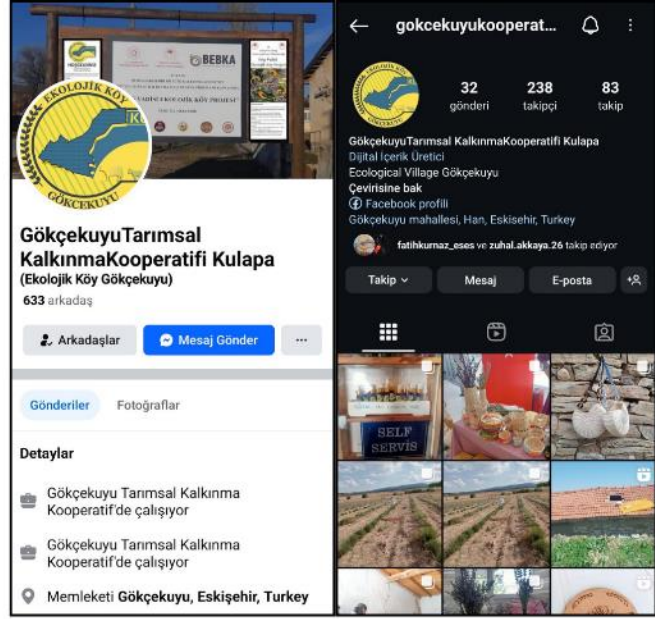 BEBKA
EKOLOJİK KÖY
GÖKÇEKUYU
GökçekuyuTarımsal
KalkınmaKooperatifi Kulapa
(Ekolojik Köy Gökçekuyu)
633 arkadaş
Arkadaşlar
Mesaj Gönder
Gönderiler
Fotoğraflar
Detaylar
Gökçekuyu Tarımsal Kalkınma
Kooperatif'de çalışıyor
Gökçekuyu Tarımsal Kalkınma
Kooperatif'de çalışıyor
Memleketi Gökçekuyu, Eskişehir, Turkey
gokcekuyukooperat...
32
238
83
gönderi
takipçi
takip
GökçekuyuTarımsal KalkınmaKooperatifi Kulapa
Dijital İçerik Üretici
Ecological Village Gökçekuyu
Çevirisine bak
Facebook profili
Gökçekuyu mahallesi, Han, Eskisehir, Turkey
fatihkurnaz_eses ve zuhal.akkaya.26 takip ediyor
Takip
Mesaj
E-posta
SELF
SERVİS